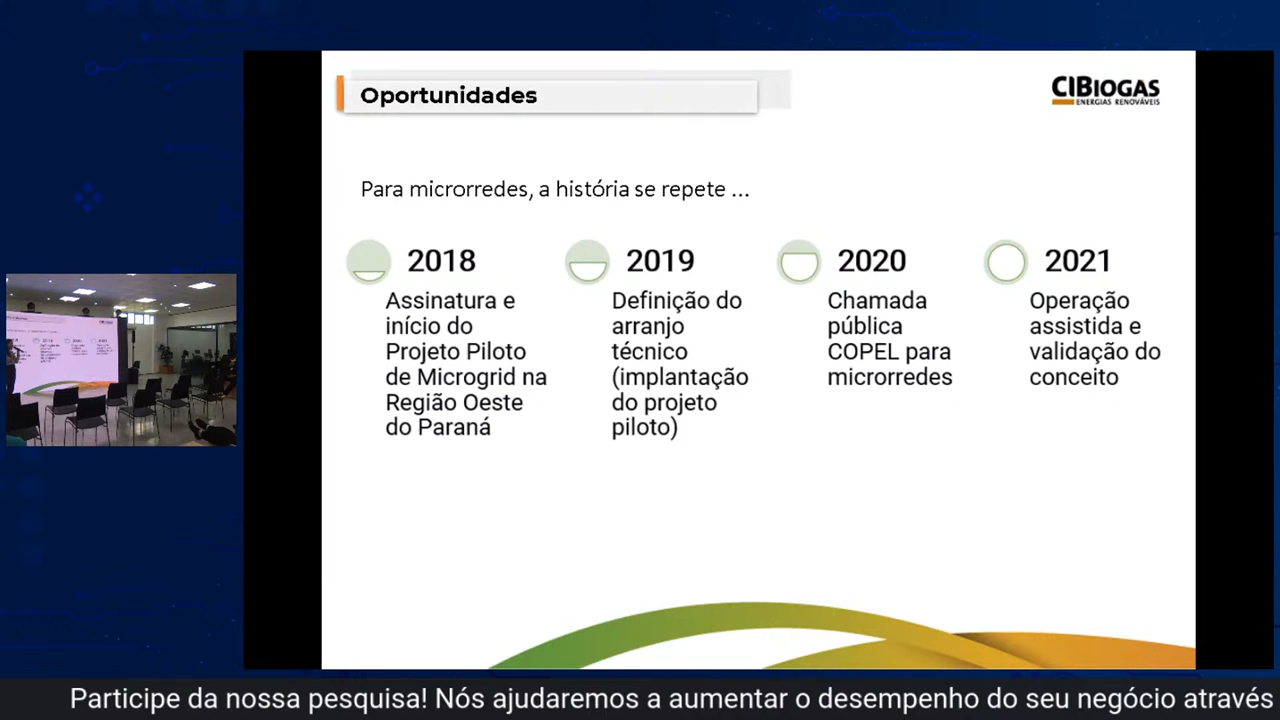 Oportunidades
CIBIOGAS
ENERGIAS RENOVÁVEIS
Para microrredes, a história se repete ...
2018
Assinatura e
início do
Projeto Piloto
de Microgrid na
Região Oeste
do Paraná
2019
Definição do
arranjo
técnico
(implantação
do projeto
piloto)
2020
Chamada
pública
COPEL para
microrredes
2021
Operação
assistida e
validação do
conceito
Participe da nossa pesquisa! Nós ajudaremos a aumentar o desempenho do seu negócio através